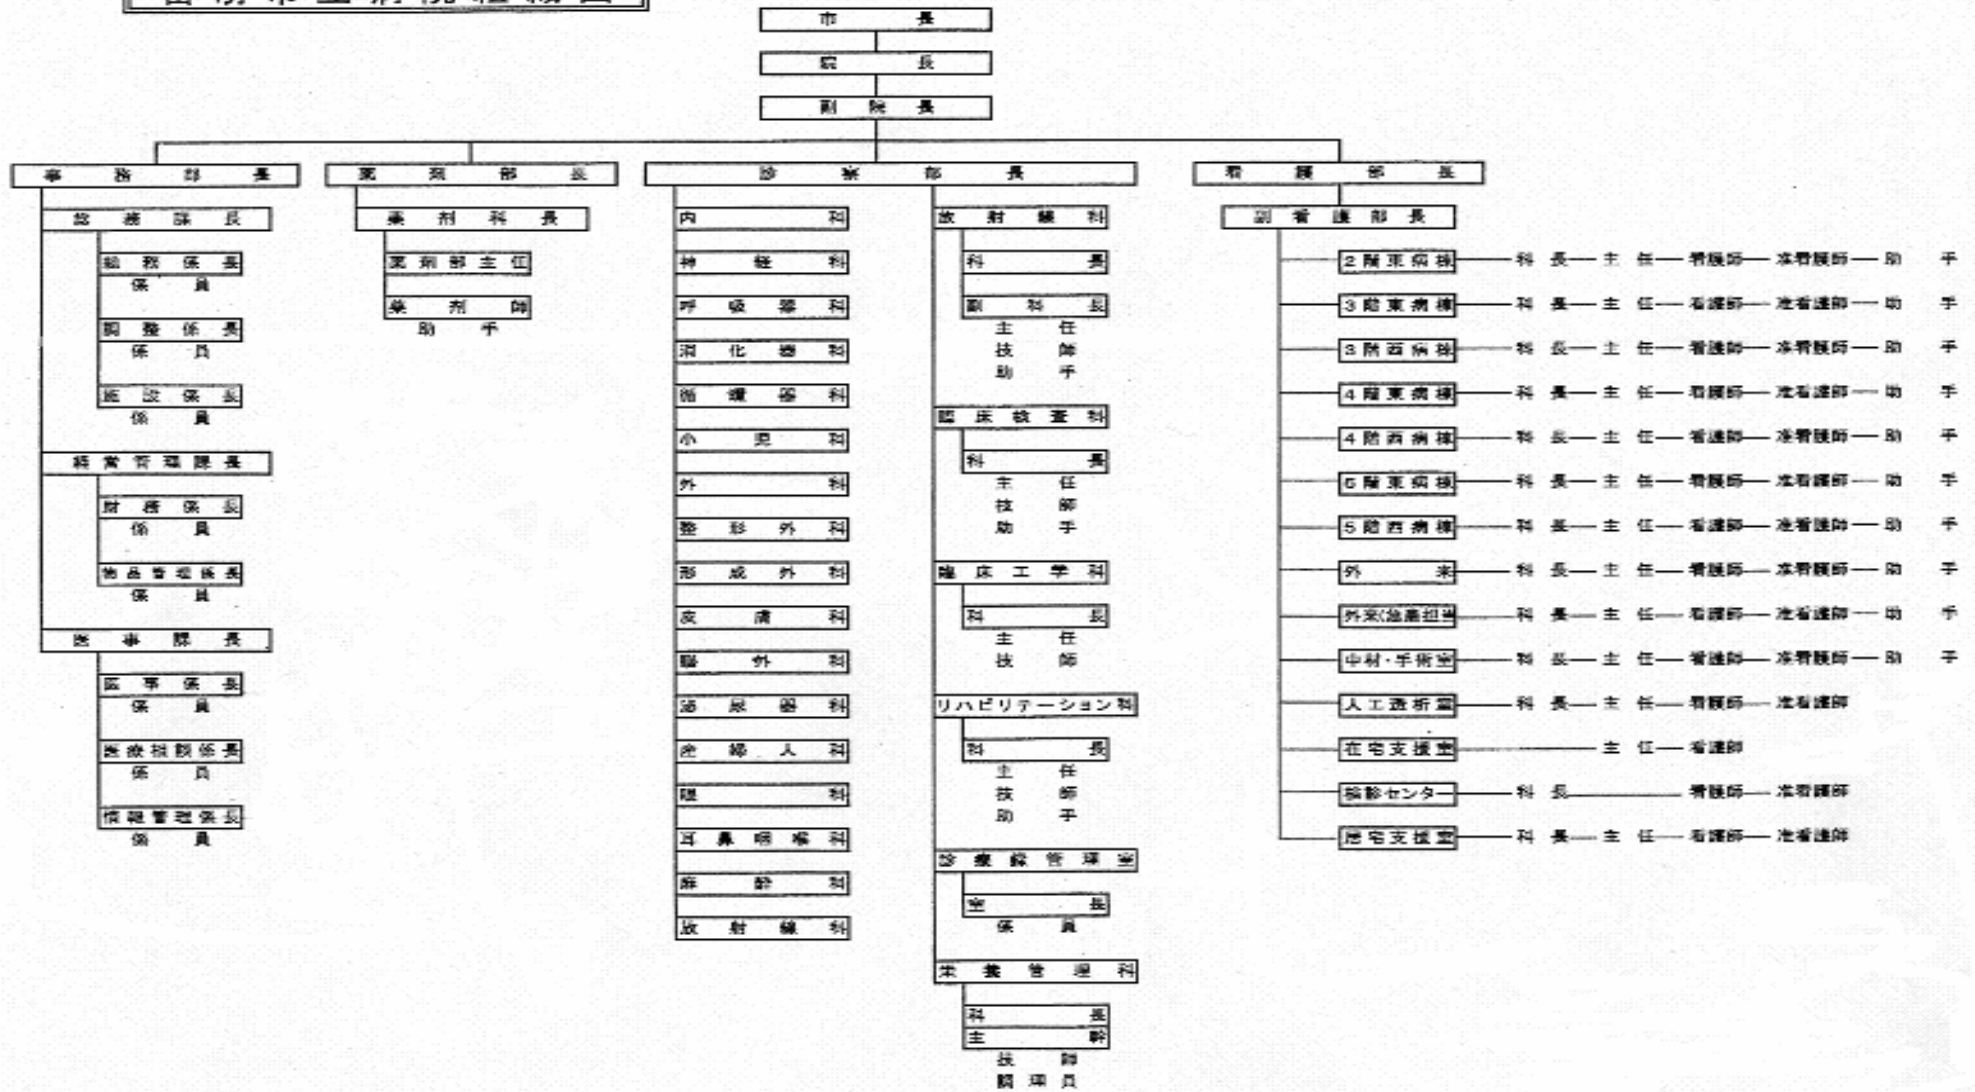 市立病院組織図
市長
院長
副院長
事務部長
薬剤部長
診察部長
看護部長
総務課長
総務係長
係員
調整係長
係員
施設係長
係員
経営管理課長
財務係長
係員
物品管理係長
係員
医事課長
医事係長
係員
医療相談係長
係員
情報管理係長
係員
薬剤科長
薬剤部主任
薬剤師
助手
内科
神経科
呼吸器科
消化器科
循環器科
小児科
外科
整形外科
形成外科
皮膚科
脳外科
泌尿器科
産婦人科
眼科
耳鼻咽喉科
麻酔科
放射線科
放射線科
科長
副科長
主任
技師
助手
臨床検査科
科長
主任
技師
助手
臨床工学科
科長
主任
技師
リハビリテーション科
科長
主任
技師
助手
診療録管理室
室長
係員
栄養管理科
科長
主幹
技師
調理員
副看護部長
2階東病棟 科長 主任 看護師 准看護師 助手
3階東病棟 科長 主任 看護師 准看護師 助手
3階西病棟 科長 主任 看護師 准看護師 助手
4階東病棟 科長 主任 看護師 准看護師 助手
4階西病棟 科長 主任 看護師 准看護師 助手
5階東病棟 科長 主任 看護師 准看護師 助手
5階西病棟 科長 主任 看護師 准看護師 助手
外来 科長 主任 看護師 准看護師 助手
外来(急患担当 科長 主任 看護師 准看護師 助手
中材・手術室 科長 主任 看護師 准看護師 助手
人工透析室 科長 主任 看護師 准看護師
在宅支援室 主任 看護師
検診センター 科長 看護師 准看護師
居宅支援室 科長 主任 看護師 准看護師